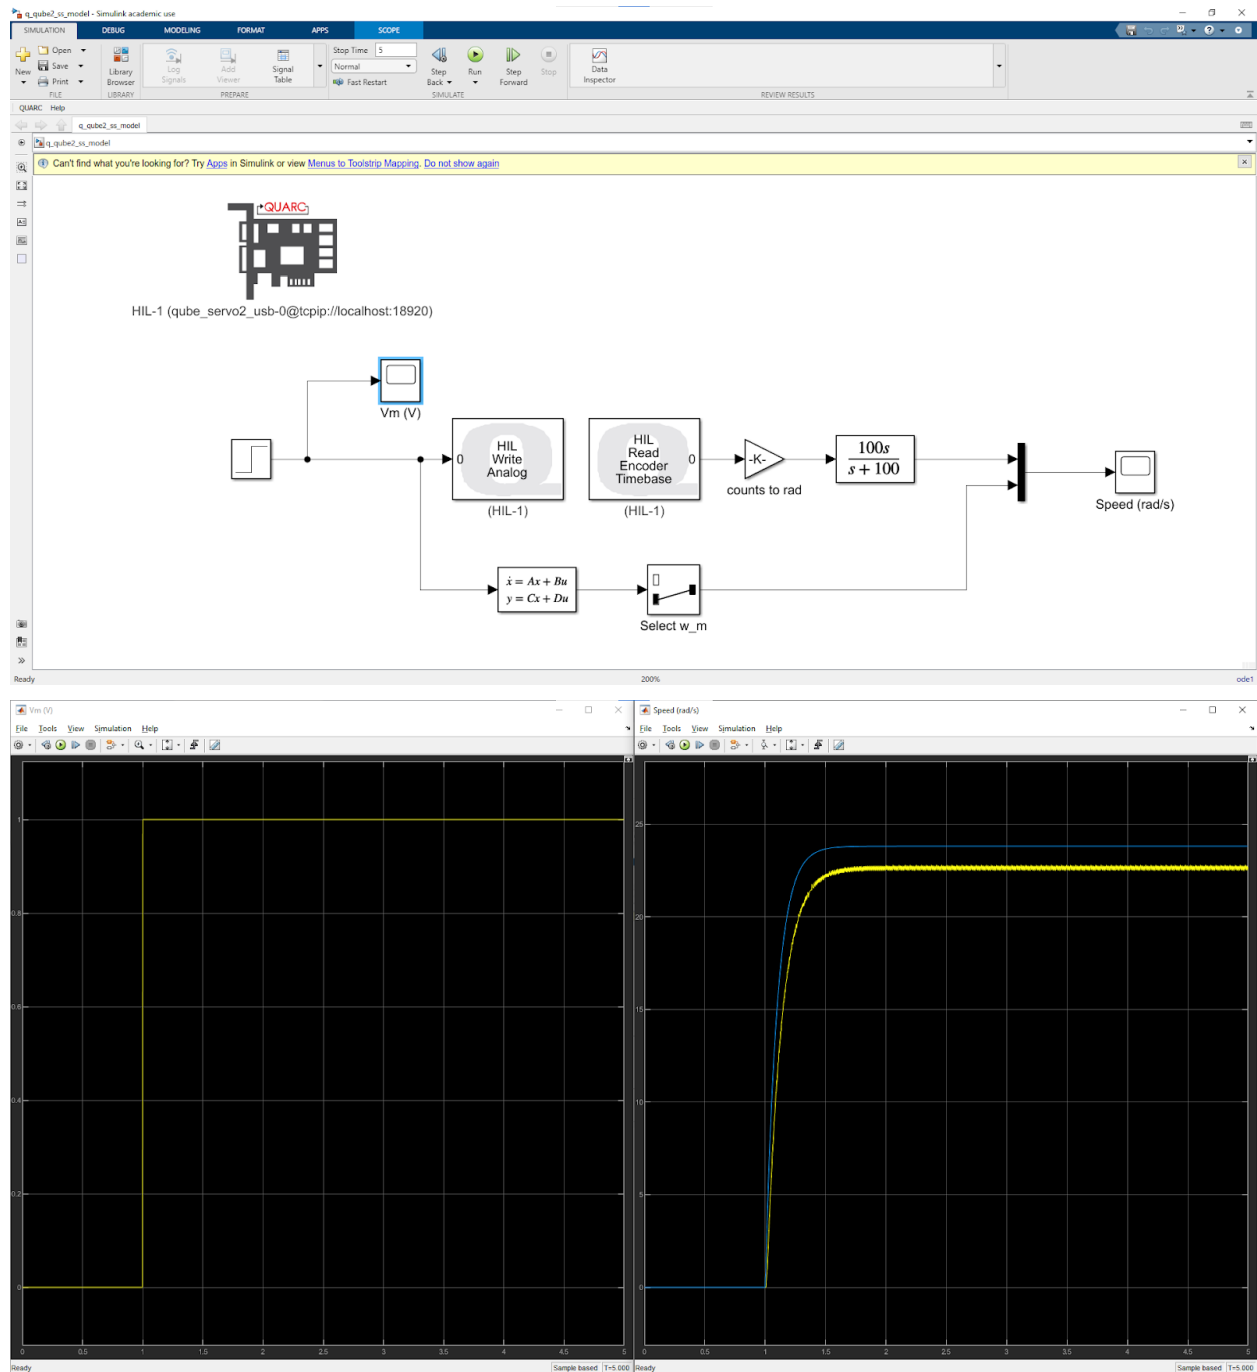 q_qube2_ss_model - Simulink academic use
SIMULATION DEBUG MODELING FORMAT APPS SCOPE
New
Open
Save
Print
FILE
Library Browser
LIBRARY
Log Signals
Add Viewer
Signal Table
PREPARE
Stop Time 5
Normal
Fast Restart
Step Back
Run
Step Forward
Stop
SIMULATE
Data Inspector
REVIEW RESULTS
QUARC Help
q_qube2_ss_model
q_qube2_ss_model
Can't find what you're looking for? Try Apps in Simulink or view Menus to Toolstrip Mapping. Do not show again
QUARC
HIL-1 (qube_servo2_usb-0@tcpip://localhost:18920)
Vm (V)
0 HIL Write Analog
(HIL-1)
HIL Read Encoder Timebase 0
(HIL-1)
-K-
counts to rad
100s
s + 100
Speed (rad/s)
ẋ = Ax + Bu
y = Cx + Du
Select w_m
Ready 200% ode1
Vm (V)
File Tools View Simulation Help
1
0.8
0.6
0.4
0.2
0
0 0.5 1 1.5 2 2.5 3 3.5 4 4.5 5
Ready Sample based T=5.000
Speed (rad/s)
File Tools View Simulation Help
25
20
15
10
5
0
0 0.5 1 1.5 2 2.5 3 3.5 4 4.5 5
Ready Sample based T=5.000